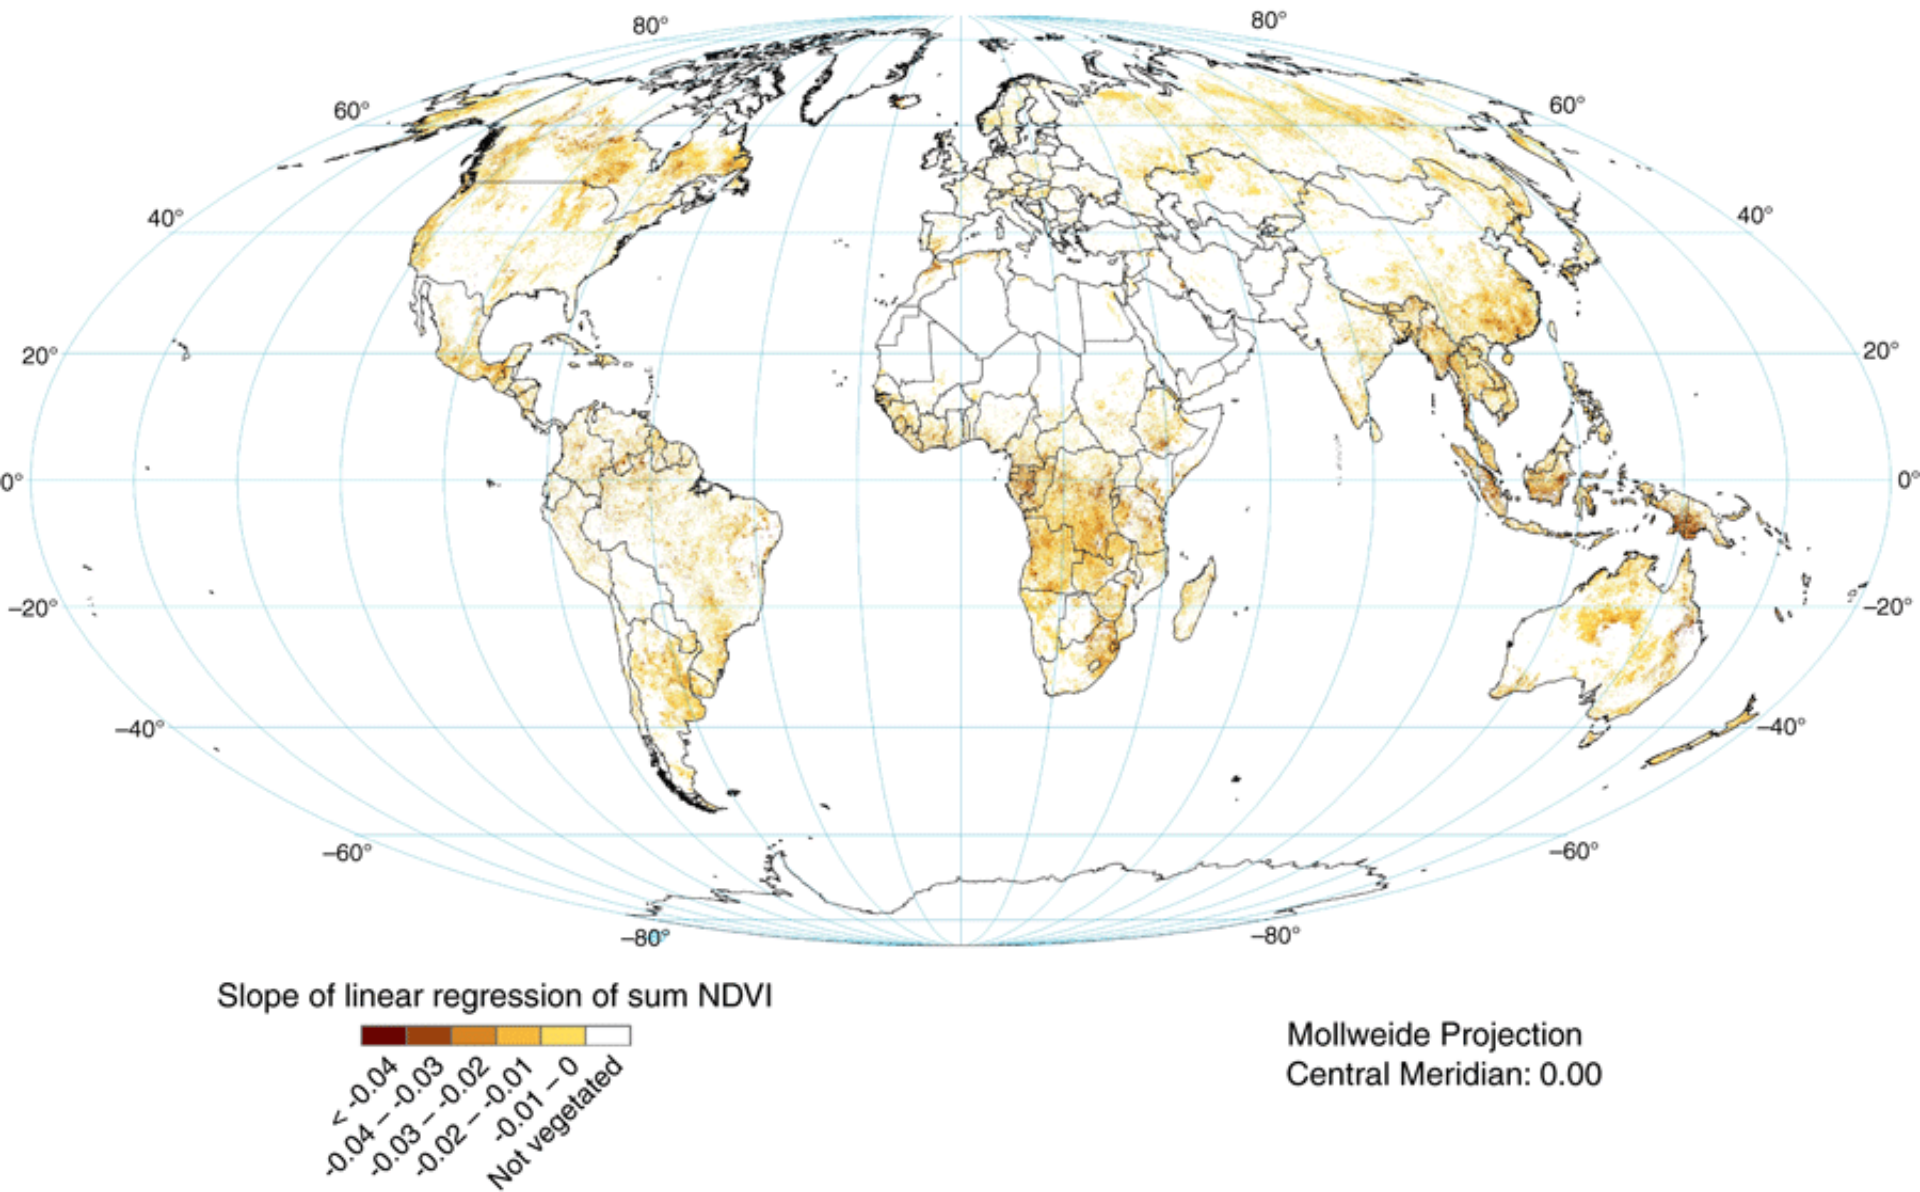 80° 80°
60° 60°
40° 40°
20° 20°
0° 0°
–20° –20°
–40° –40°
–60° –60°
–80° –80°
Slope of linear regression of sum NDVI
< -0.04
-0.04 – -0.03
-0.03 – -0.02
-0.02 – -0.01
-0.01 – 0
Not vegetated
Mollweide Projection
Central Meridian: 0.00